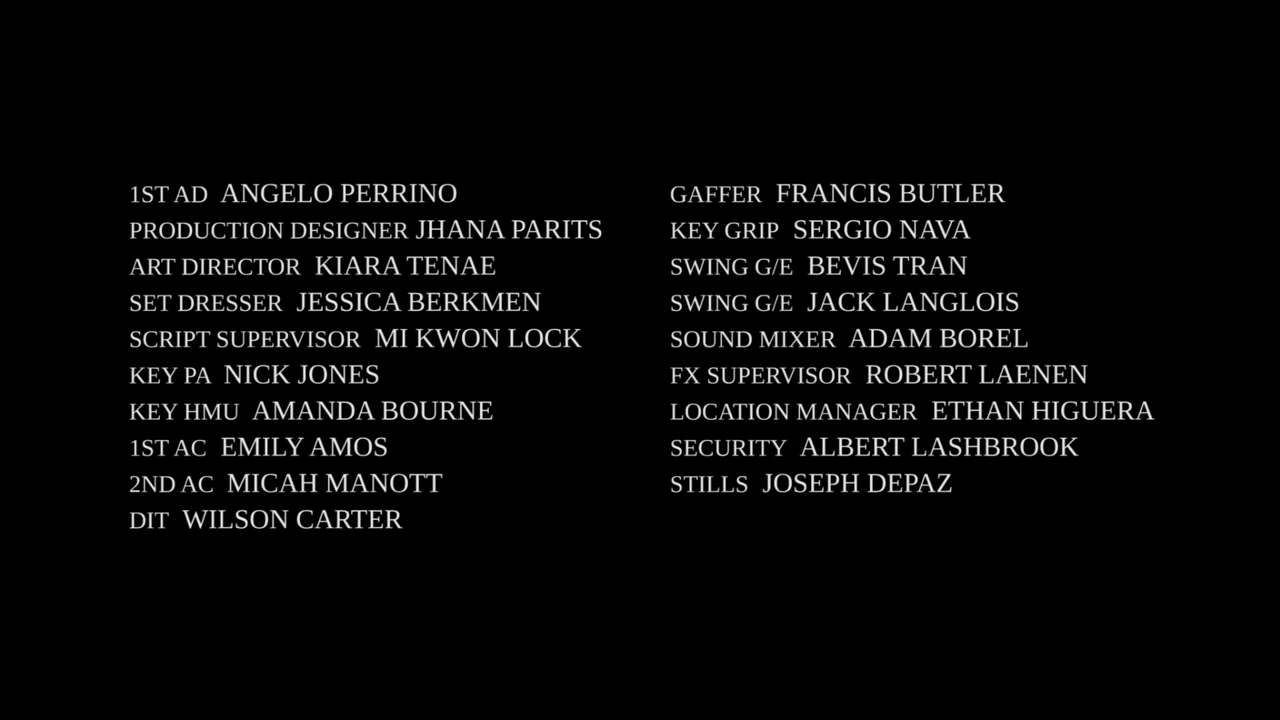 1ST AD ANGELO PERRINO
PRODUCTION DESIGNER JHANA PARITS
ART DIRECTOR KIARA TENAE
SET DRESSER JESSICA BERKMEN
SCRIPT SUPERVISOR MI KWON LOCK
KEY PA NICK JONES
KEY HMU AMANDA BOURNE
1ST AC EMILY AMOS
2ND AC MICAH MANOTT
DIT WILSON CARTER
GAFFER FRANCIS BUTLER
KEY GRIP SERGIO NAVA
SWING G/E BEVIS TRAN
SWING G/E JACK LANGLOIS
SOUND MIXER ADAM BOREL
FX SUPERVISOR ROBERT LAENEN
LOCATION MANAGER ETHAN HIGUERA
SECURITY ALBERT LASHBROOK
STILLS JOSEPH DEPAZ